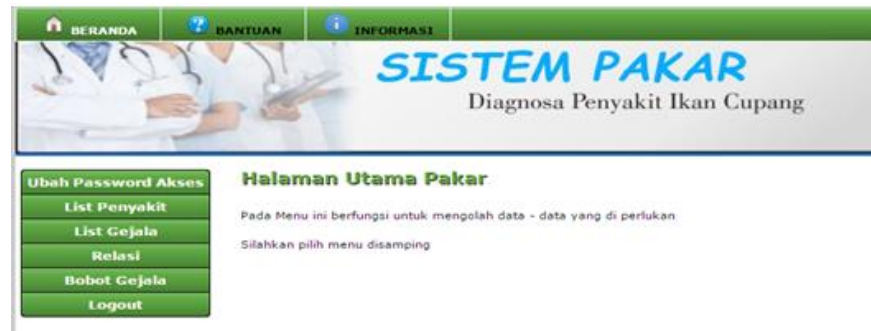 BERANDA
BANTUAN
INFORMASI
SISTEM PAKAR
Diagnosa Penyakit Ikan Cupang
Ubah Password Akses
List Penyakit
List Gejala
Relasi
Bobot Gejala
Logout
Halaman Utama Pakar
Pada Menu ini berfungsi untuk mengolah data - data yang di perlukan
Silahkan pilih menu disamping